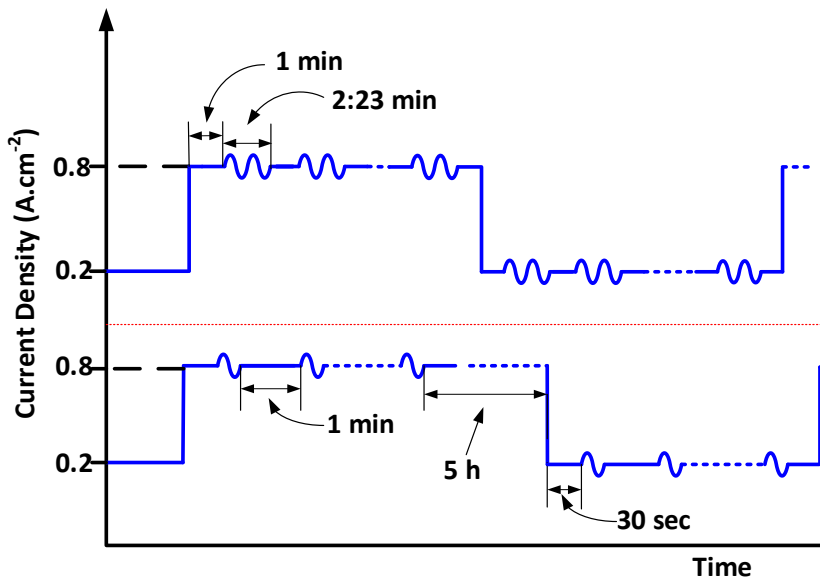 1 min
2:23 min
0.8
0.2
Current Density (A.cm⁻²)
0.8
1 min
5 h
0.2
30 sec
Time